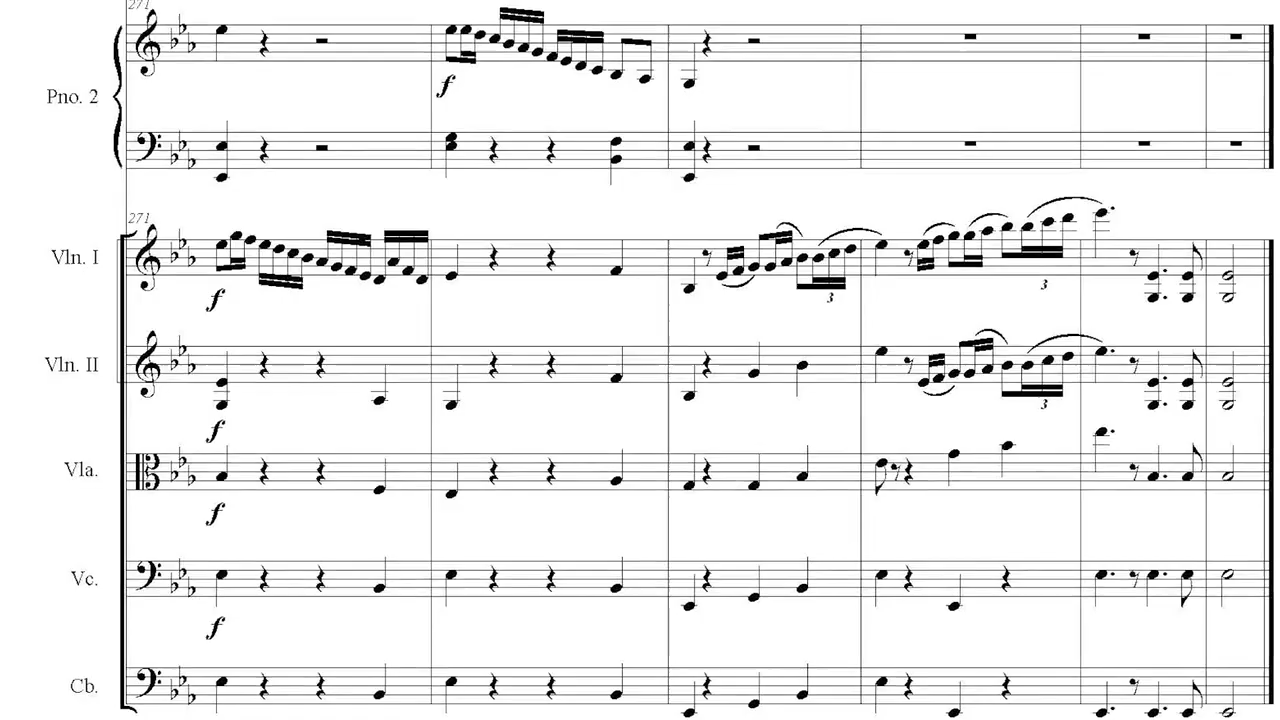 271
Pno. 2
f
271
Vln. I
f
3
3
Vln. II
f
3
Vla.
f
Vc.
f
Cb.